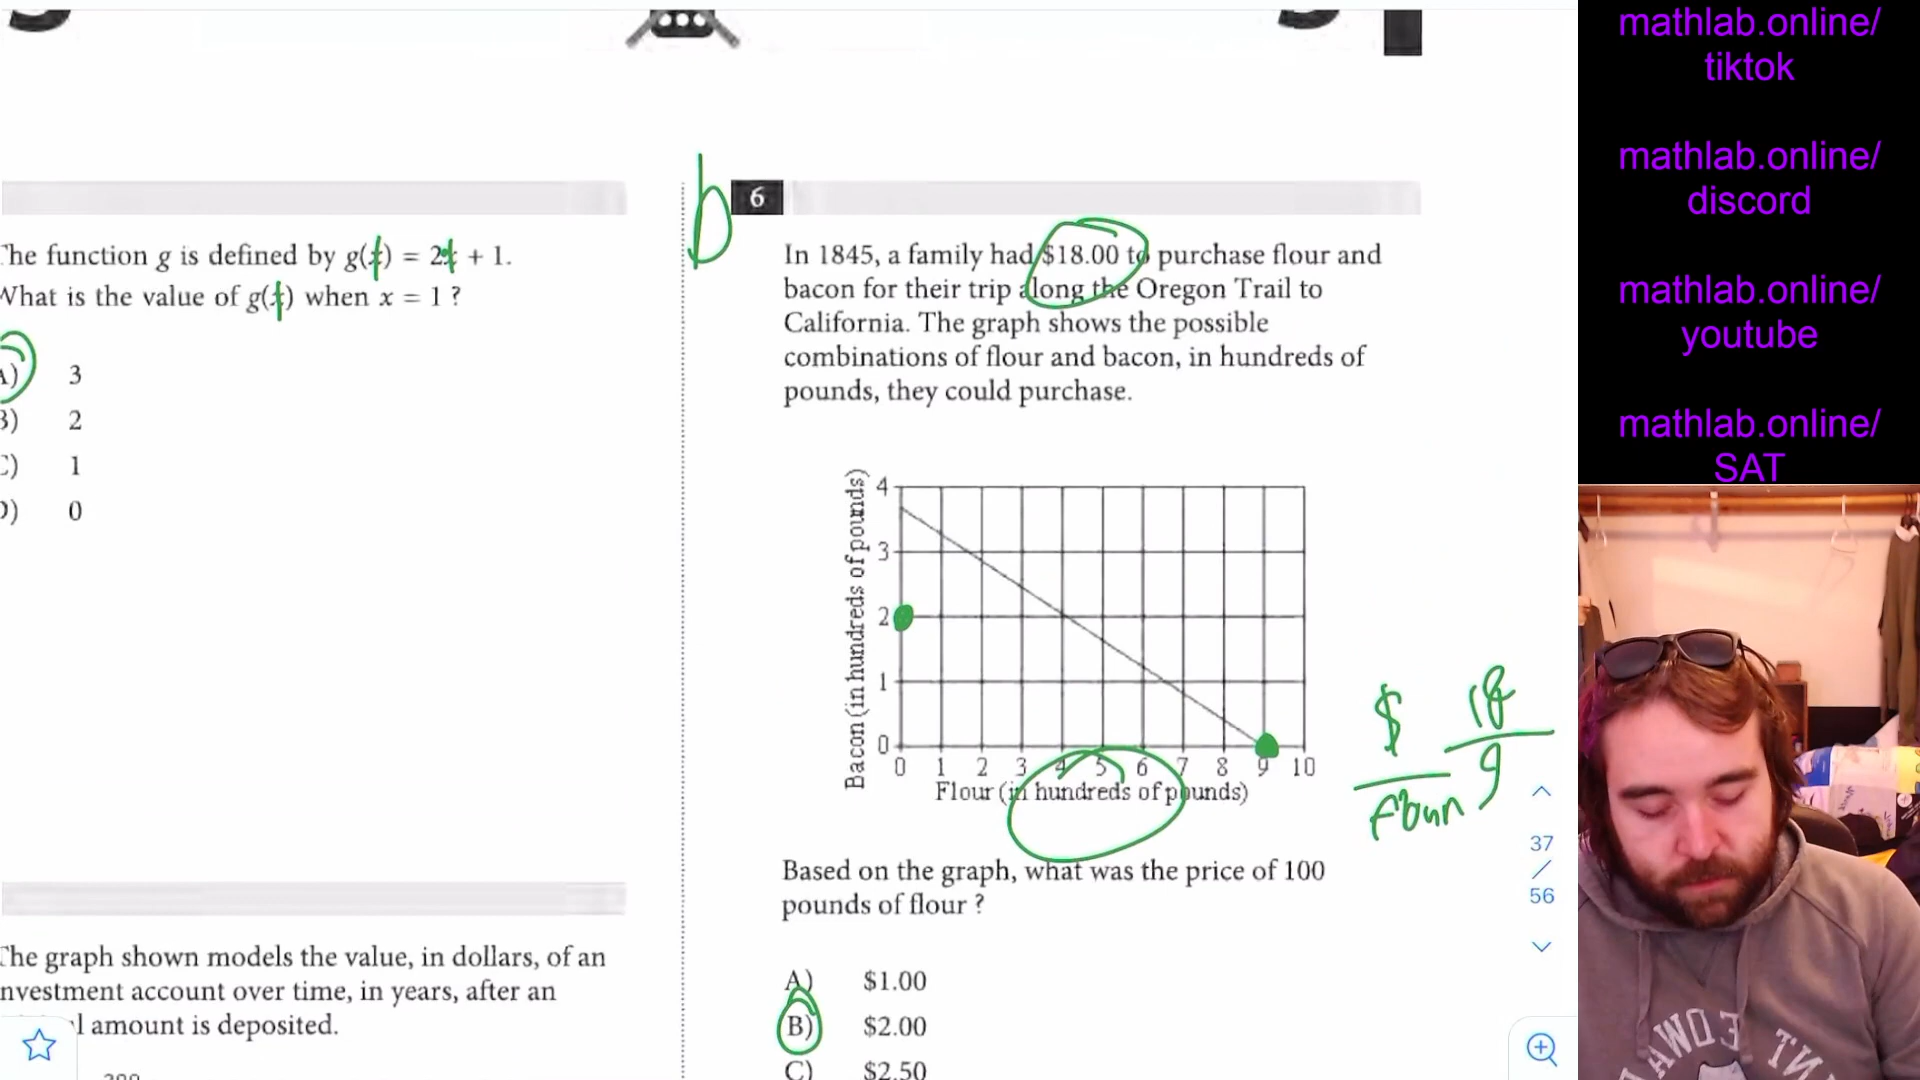 The function g is defined by g(x) = 2x + 1.
What is the value of g(x) when x = 1 ?
A) 3
B) 2
C) 1
D) 0
The graph shown models the value, in dollars, of an
investment account over time, in years, after an
l amount is deposited.
200
b
6
In 1845, a family had $18.00 to purchase flour and
bacon for their trip along the Oregon Trail to
California. The graph shows the possible
combinations of flour and bacon, in hundreds of
pounds, they could purchase.
Bacon (in hundreds of pounds)
4
3
2
1
0
0 1 2 3 4 5 6 7 8 9 10
Flour (in hundreds of pounds)
$ 18
flour 9
Based on the graph, what was the price of 100
pounds of flour ?
A) $1.00
B) $2.00
C) $2.50
37
/
56
mathlab.online/
tiktok
mathlab.online/
discord
mathlab.online/
youtube
mathlab.online/
SAT